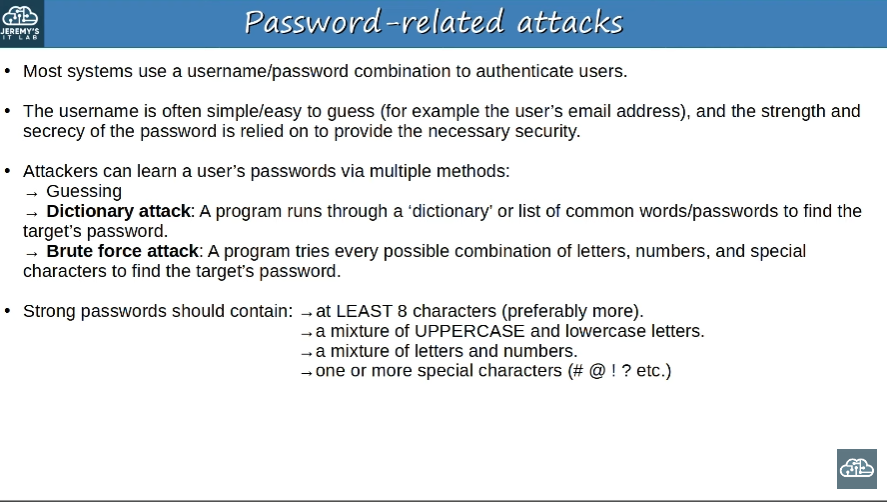 JEREMY'S
IT LAB
Password-related attacks
• Most systems use a username/password combination to authenticate users.
• The username is often simple/easy to guess (for example the user's email address), and the strength and
secrecy of the password is relied on to provide the necessary security.
• Attackers can learn a user's passwords via multiple methods:
→ Guessing
→ Dictionary attack: A program runs through a ‘dictionary’ or list of common words/passwords to find the
target's password.
→ Brute force attack: A program tries every possible combination of letters, numbers, and special
characters to find the target's password.
• Strong passwords should contain: →at LEAST 8 characters (preferably more).
→a mixture of UPPERCASE and lowercase letters.
→a mixture of letters and numbers.
→one or more special characters (# @ ! ? etc.)